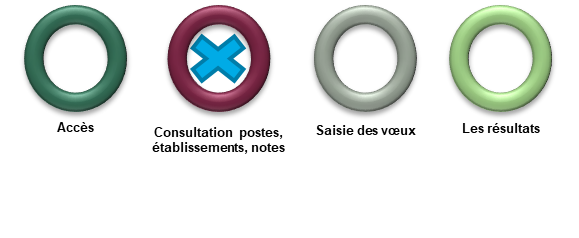 Accès
Consultation postes,
établissements, notes
Saisie des vœux
Les résultats